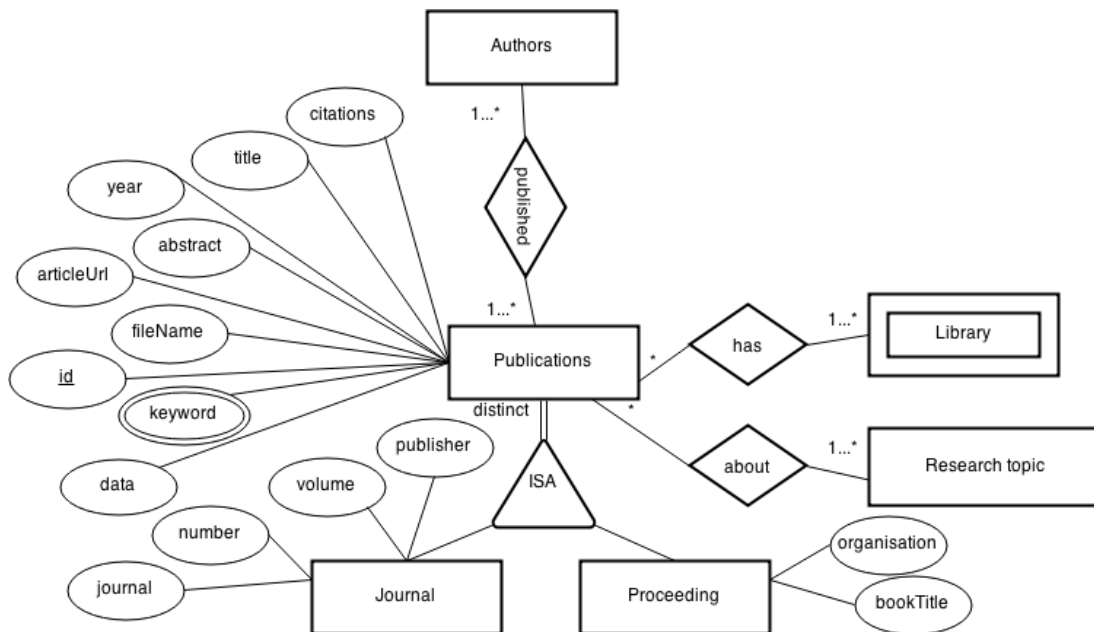 Authors
1...*
citations
title
published
year
abstract
articleUrl
1...*
fileName
Publications
*
has
1...*
Library
id
keyword
distinct
*
publisher
about
1...*
Research topic
data
volume
ISA
number
organisation
journal
Journal
Proceeding
bookTitle